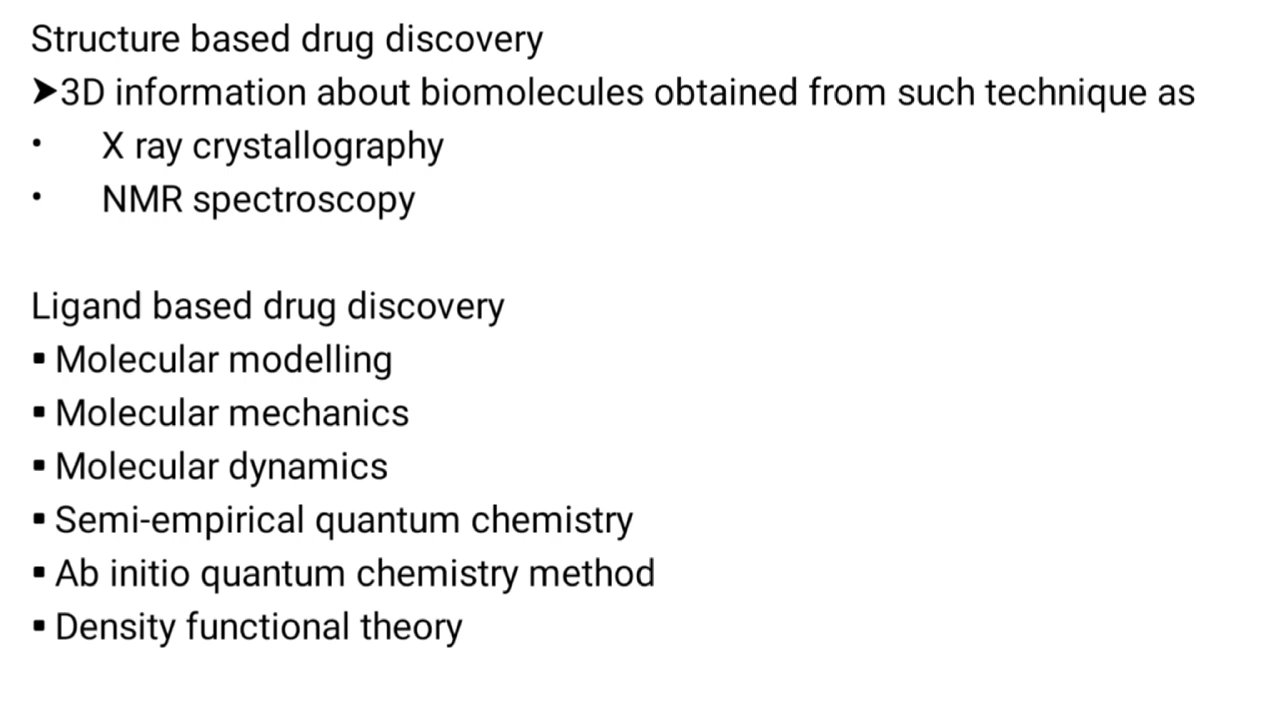 Structure based drug discovery
➤3D information about biomolecules obtained from such technique as
• X ray crystallography
• NMR spectroscopy
Ligand based drug discovery
▪ Molecular modelling
▪ Molecular mechanics
▪ Molecular dynamics
▪ Semi-empirical quantum chemistry
▪ Ab initio quantum chemistry method
▪ Density functional theory